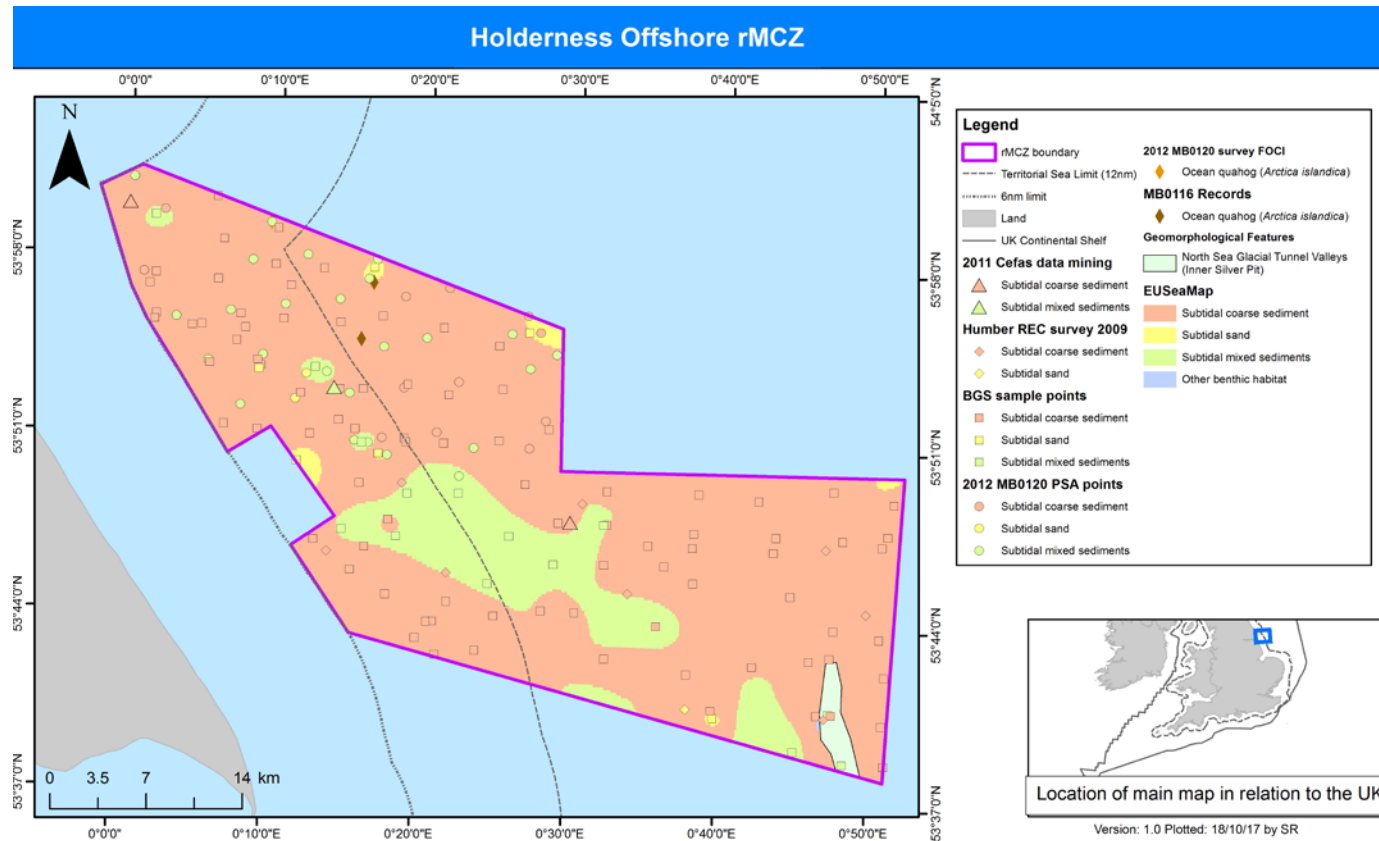 Holderness Offshore rMCZ
0°0'0" 0°10'0"E 0°20'0"E 0°30'0"E 0°40'0"E 0°50'0"E
54°5'0"N
N
53°58'0"N
53°58'0"N
53°51'0"N
53°51'0"N
53°44'0"N
53°44'0"N
53°37'0"N
53°37'0"N
0 3.5 7 14 km
0°0'0" 0°10'0"E 0°20'0"E 0°30'0"E 0°40'0"E 0°50'0"E
Legend
rMCZ boundary
Territorial Sea Limit (12nm)
6nm limit
Land
UK Continental Shelf
2011 Cefas data mining
Subtidal coarse sediment
Subtidal mixed sediments
Humber REC survey 2009
Subtidal coarse sediment
Subtidal sand
BGS sample points
Subtidal coarse sediment
Subtidal sand
Subtidal mixed sediments
2012 MB0120 PSA points
Subtidal coarse sediment
Subtidal sand
Subtidal mixed sediments
2012 MB0120 survey FOCI
Ocean quahog (Arctica islandica)
MB0116 Records
Ocean quahog (Arctica islandica)
Geomorphological Features
North Sea Glacial Tunnel Valleys
(Inner Silver Pit)
EUSeaMap
Subtidal coarse sediment
Subtidal sand
Subtidal mixed sediments
Other benthic habitat
Location of main map in relation to the UK
Version: 1.0 Plotted: 18/10/17 by SR